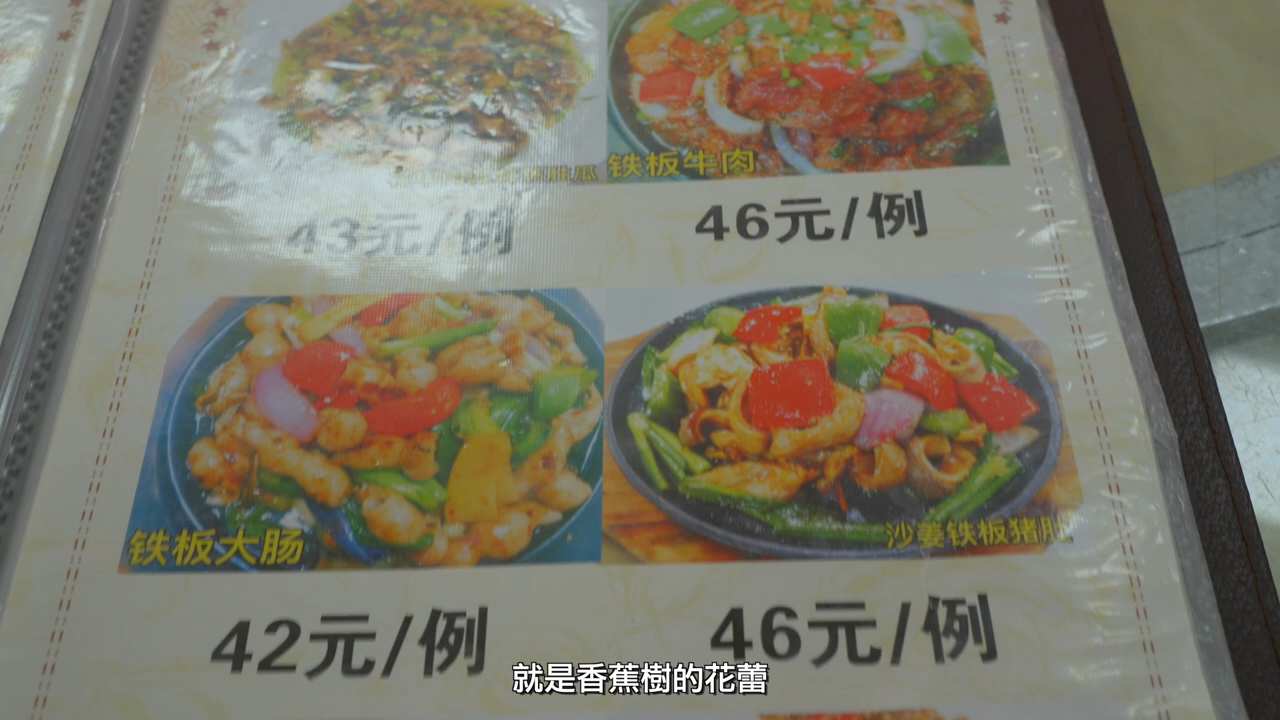 铁板牛肉
43元/例
46元/例
铁板大肠
沙姜铁板猪肚
42元/例
46元/例
就是香蕉樹的花蕾